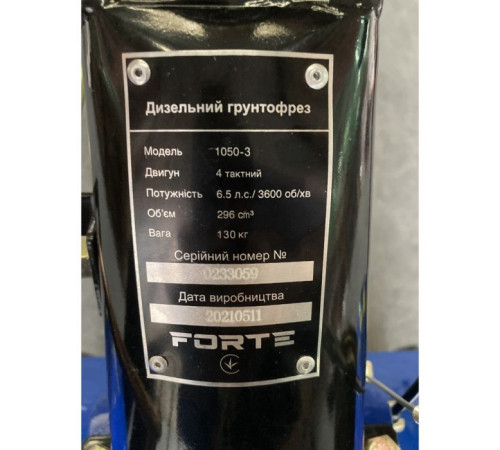 Дизельний грунтофрез
Модель 1050-3
Двигун 4 тактний
Потужність 6.5 л.с./ 3600 об/хв
Об'єм 296 cm³
Вага 130 кг
Серійний номер №
0233059
Дата виробництва
20210511
FORTE